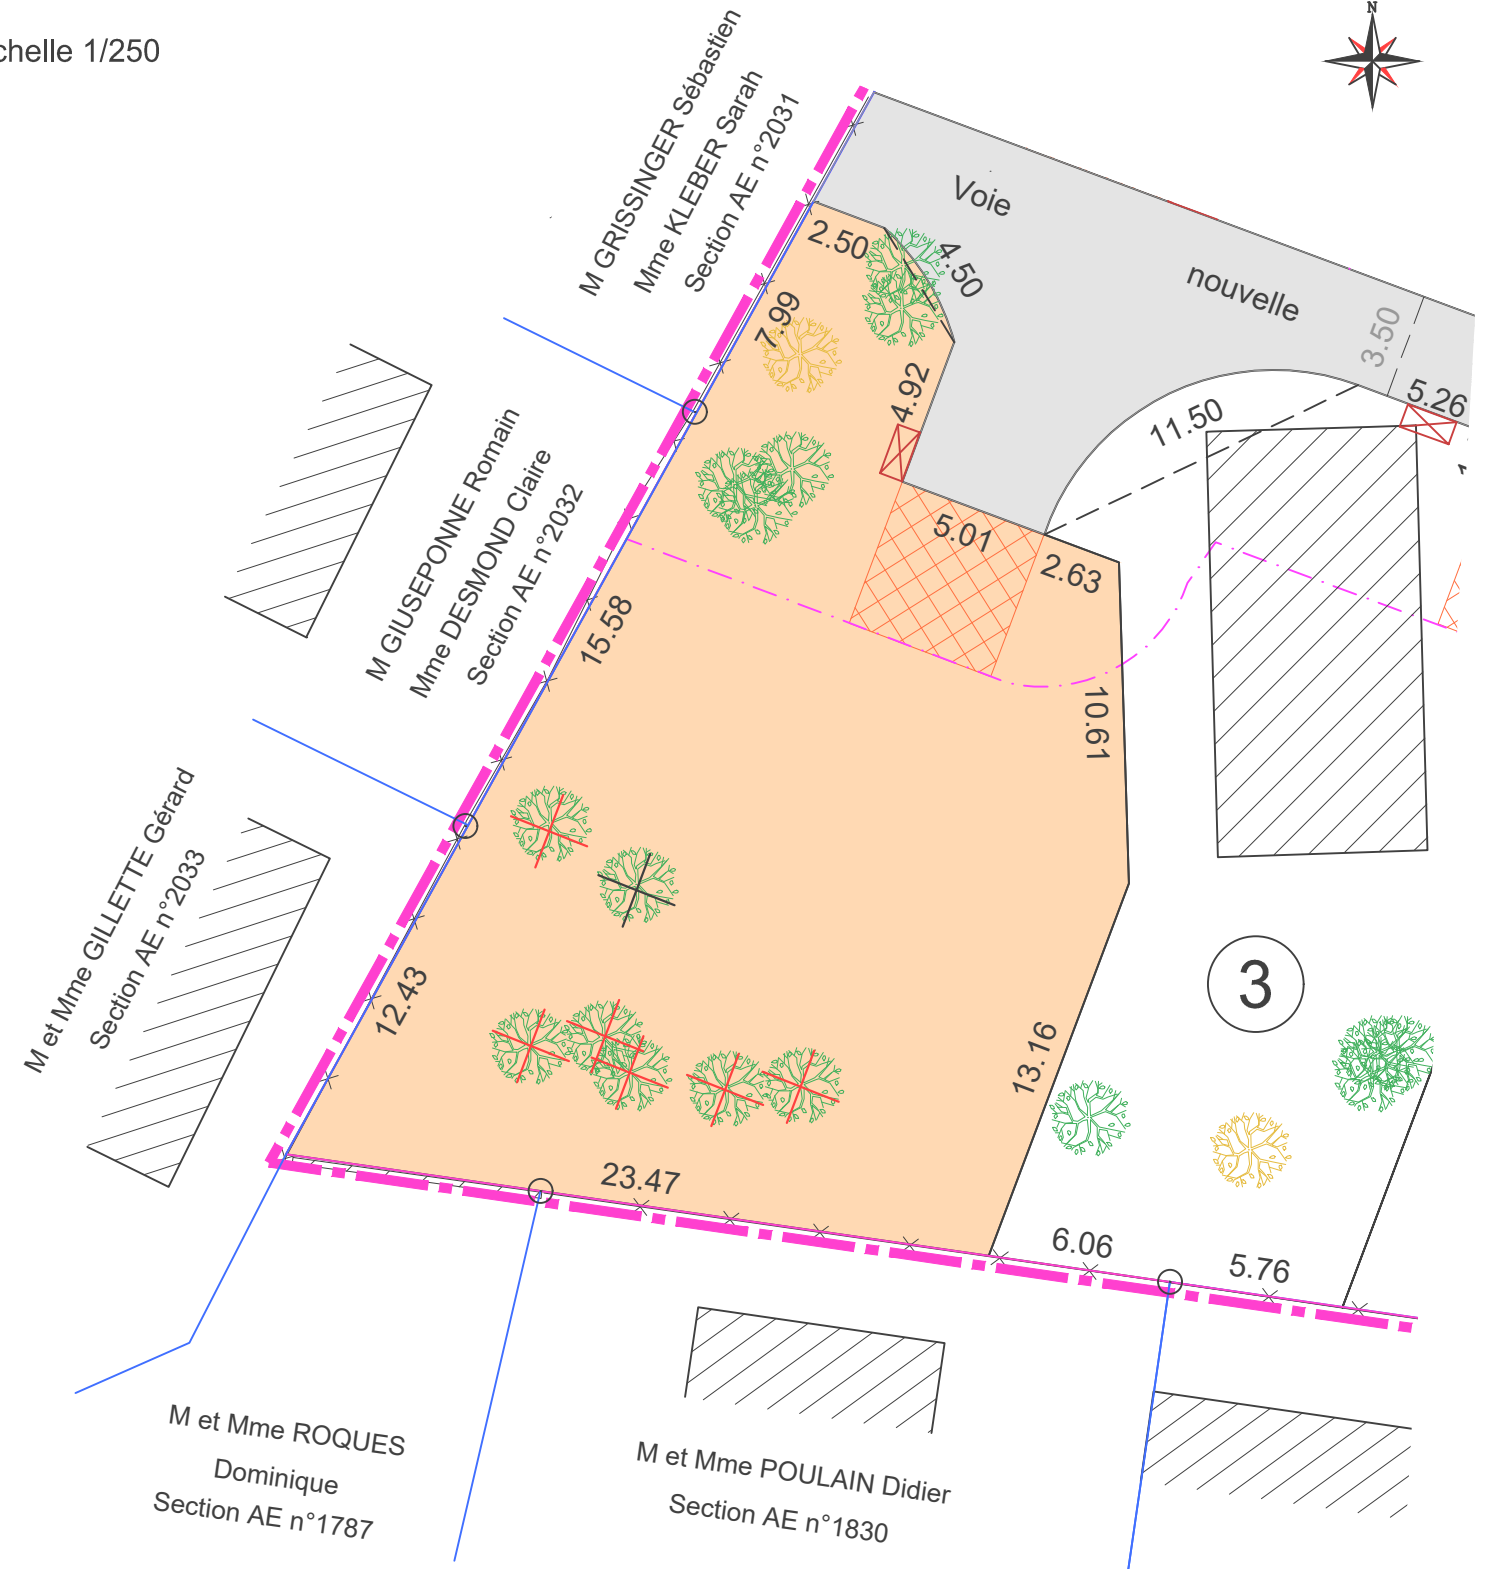 chelle 1/250
N
M GRISSINGER Sébastien
Mme KLEBER Sarah
Section AE n°2031
Voie
nouvelle
2.50
4.50
7.99
4.92
3.50
5.26
11.50
5.01
2.63
M GIUSEPONNE Romain
Mme DESMOND Claire
Section AE n°2032
15.58
10.61
M et Mme GILLETTE Gérard
Section AE n°2033
12.43
3
13.16
23.47
6.06
5.76
M et Mme ROQUES
Dominique
Section AE n°1787
M et Mme POULAIN Didier
Section AE n°1830